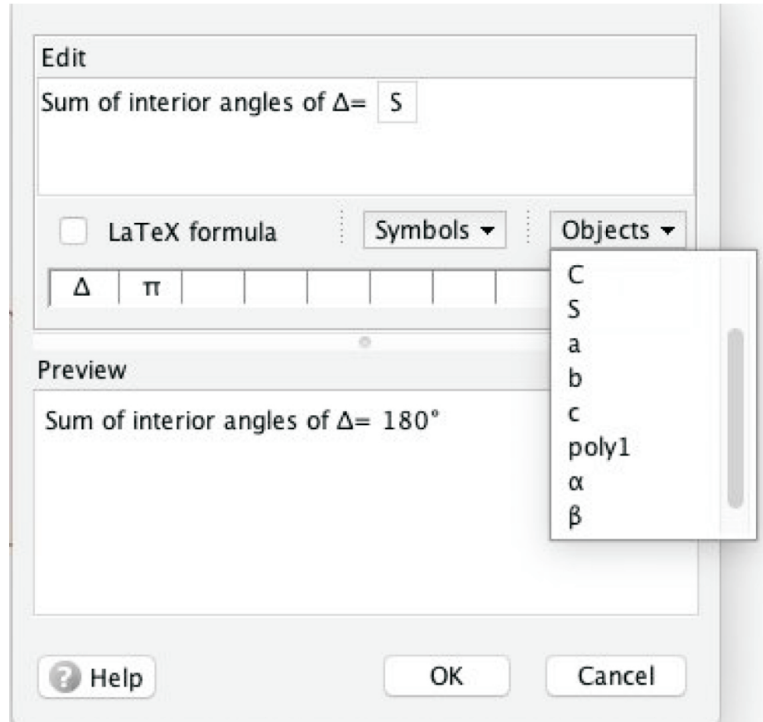 Edit
Sum of interior angles of Δ= S
LaTeX formula Symbols Objects
Δ π
C
S
a
b
c
poly1
α
β
Preview
Sum of interior angles of Δ= 180°
? Help OK Cancel